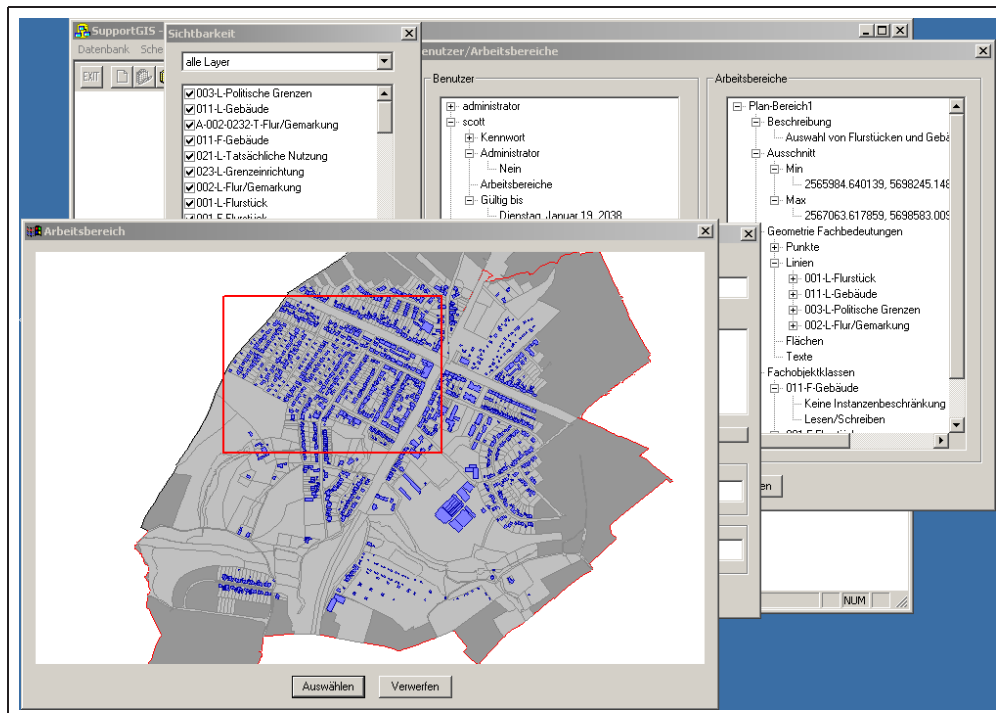 SupportGIS -
Datenbank Sche
EXIT
Sichtbarkeit
alle Layer
003-L-Politische Grenzen
011-L-Gebäude
A-002-0232-T-Flur/Gemarkung
011-F-Gebäude
021-L-Tatsächliche Nutzung
023-L-Grenzeinrichtung
002-L-Flur/Gemarkung
001-L-Flurstück
001-F-Flurstück
enutzer/Arbeitsbereiche
Benutzer
administrator
scott
Kennwort
Administrator
Nein
Arbeitsbereiche
Gültig bis
Dienstag, Januar 19, 2038
Arbeitsbereiche
Plan-Bereich1
Beschreibung
Auswahl von Flurstücken und Gebä
Ausschnitt
Min
2565984.640139, 5698245.148
Max
2567063.617859, 5698583.009
Geometrie Fachbedeutungen
Punkte
Linien
001-L-Flurstück
011-L-Gebäude
003-L-Politische Grenzen
002-L-Flur/Gemarkung
Flächen
Texte
Fachobjektklassen
011-F-Gebäude
Keine Instanzenbeschränkung
Lesen/Schreiben
en
NUM
Arbeitsbereich
Auswählen
Verwerfen